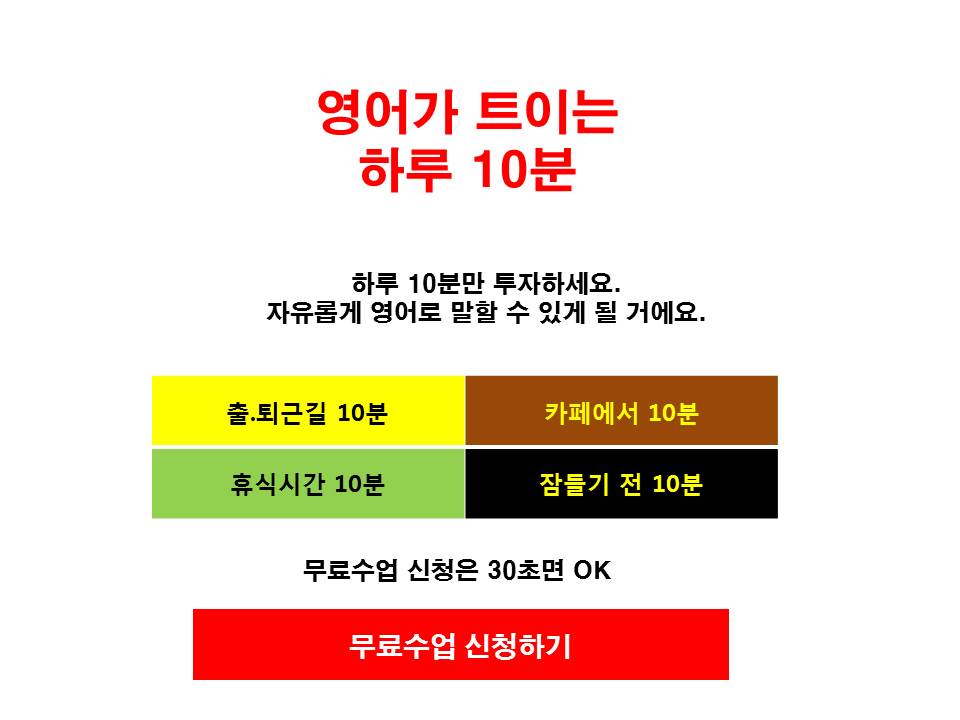 영어가 트이는
하루 10분
하루 10분만 투자하세요.
자유롭게 영어로 말할 수 있게 될 거에요.
출.퇴근길 10분
카페에서 10분
휴식시간 10분
잠들기 전 10분
무료수업 신청은 30초면 OK
무료수업 신청하기